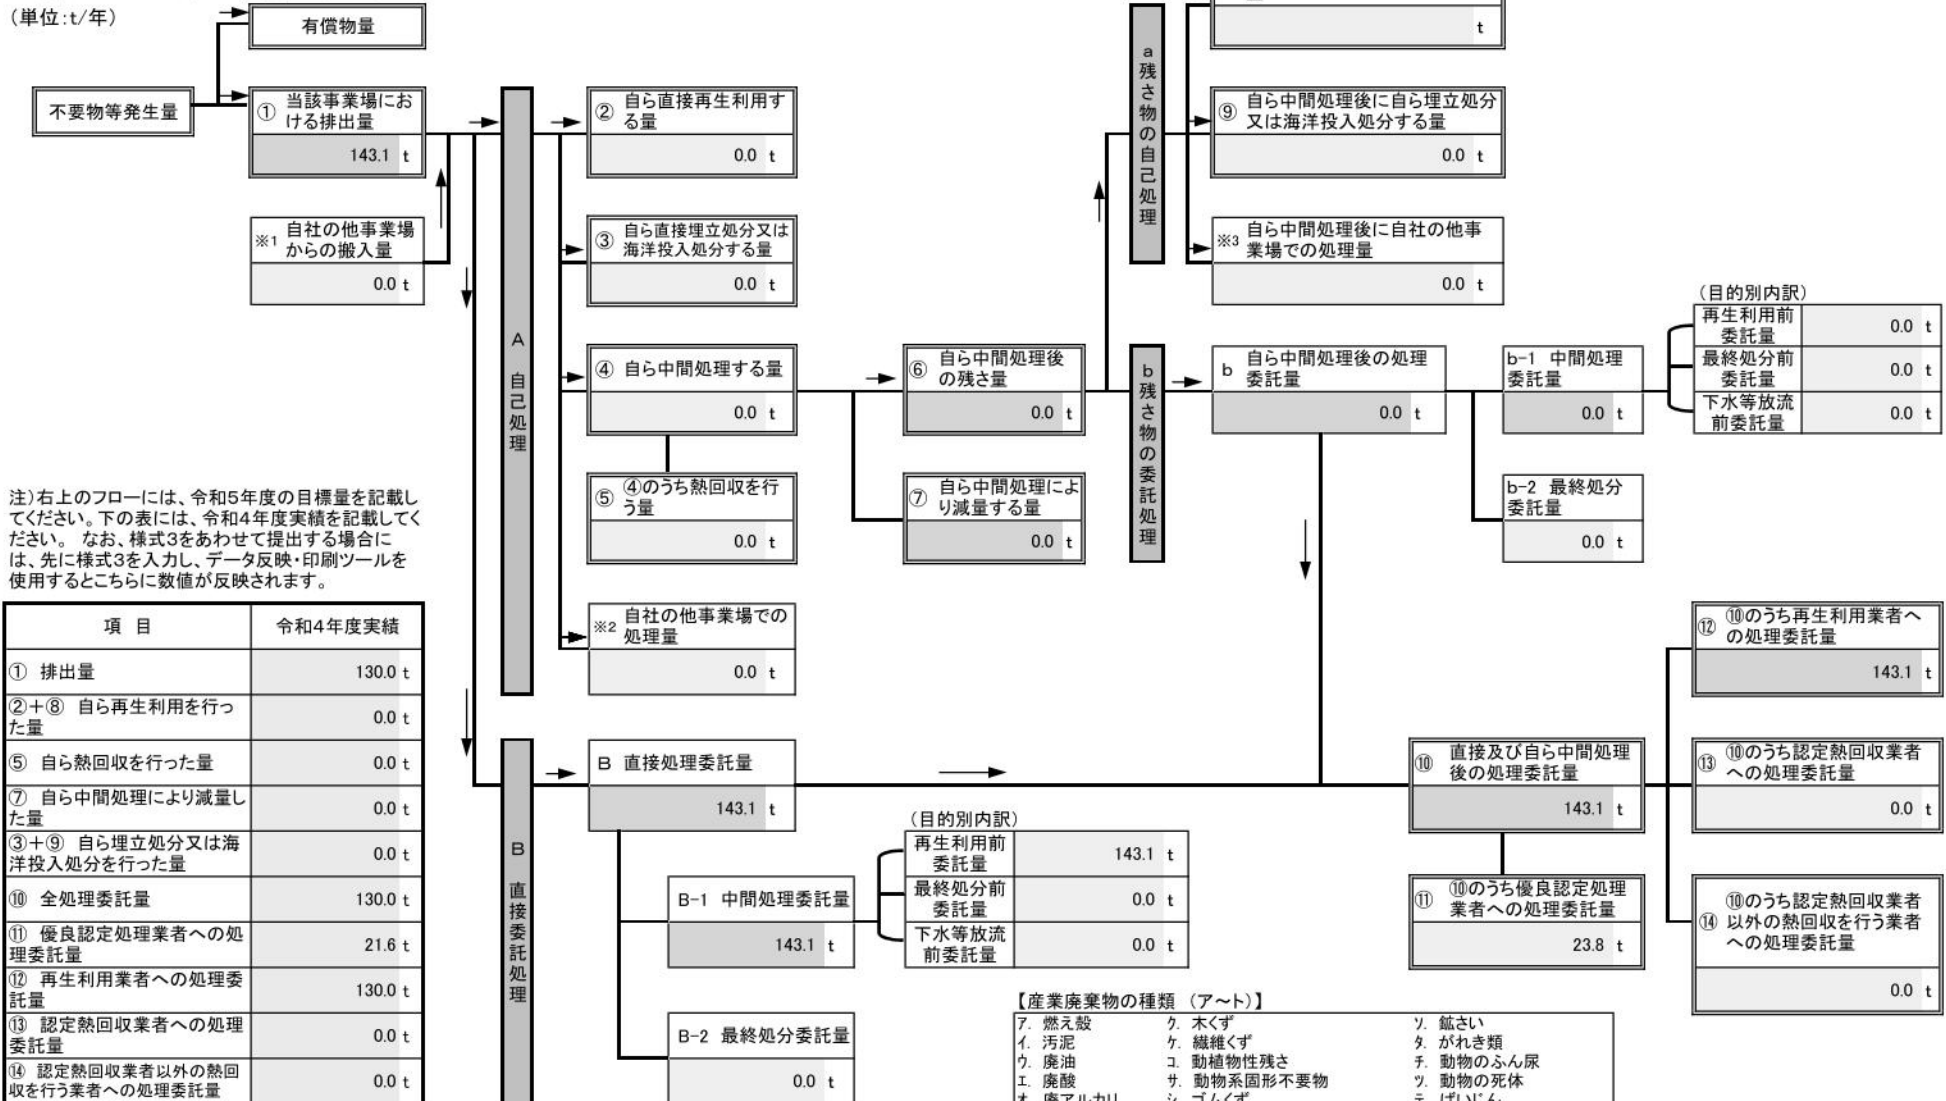 (単位:t/年)
有償物量
t
不要物等発生量
① 当該事業場にお
ける排出量
143.1 t
② 自ら直接再生利用す
る量
0.0 t
a 残さ物の自己処理
⑨ 自ら中間処理後に自ら埋立処分
又は海洋投入処分する量
0.0 t
※1 自社の他事業場
からの搬入量
0.0 t
③ 自ら直接埋立処分又は
海洋投入処分する量
0.0 t
※3 自ら中間処理後に自社の他事
業場での処理量
0.0 t
A 自己処理
④ 自ら中間処理する量
0.0 t
⑥ 自ら中間処理後
の残さ量
0.0 t
b 残さ物の委託処理
b 自ら中間処理後の処理
委託量
0.0 t
b-1 中間処理
委託量
0.0 t
(目的別内訳)
再生利用前
委託量
0.0 t
最終処分前
委託量
0.0 t
下水等放流
前委託量
0.0 t
⑤ ④のうち熱回収を行
う量
0.0 t
⑦ 自ら中間処理によ
り減量する量
0.0 t
b-2 最終処分
委託量
0.0 t
注)右上のフローには、令和5年度の目標量を記載し
てください。下の表には、令和4年度実績を記載してく
ださい。 なお、様式3をあわせて提出する場合に
は、先に様式3を入力し、データ反映・印刷ツールを
使用するとこちらに数値が反映されます。
※2 自社の他事業場での
処理量
0.0 t
項 目 令和4年度実績
① 排出量 130.0 t
②+⑧ 自ら再生利用を行っ
た量
0.0 t
⑤ 自ら熱回収を行った量 0.0 t
⑦ 自ら中間処理により減量し
た量
0.0 t
③+⑨ 自ら埋立処分又は海
洋投入処分を行った量
0.0 t
⑩ 全処理委託量 130.0 t
⑪ 優良認定処理業者への処
理委託量
21.6 t
⑫ 再生利用業者への処理委
託量
130.0 t
⑬ 認定熱回収業者への処理
委託量
0.0 t
⑭ 認定熱回収業者以外の熱回
収を行う業者への処理委託量
0.0 t
B 直接委託処理
B 直接処理委託量
143.1 t
B-1 中間処理委託量
143.1 t
(目的別内訳)
再生利用前
委託量
143.1 t
最終処分前
委託量
0.0 t
下水等放流
前委託量
0.0 t
B-2 最終処分委託量
0.0 t
⑩ 直接及び自ら中間処理
後の処理委託量
143.1 t
⑪ ⑩のうち優良認定処理
業者への処理委託量
23.8 t
⑫ ⑩のうち再生利用業者へ
の処理委託量
143.1 t
⑬ ⑩のうち認定熱回収業者
への処理委託量
0.0 t
⑭ ⑩のうち認定熱回収業者
以外の熱回収を行う業者
への処理委託量
0.0 t
【産業廃棄物の種類 (ア~ト)】
ア. 燃え殻 ク. 木くず ソ. 鉱さい
イ. 汚泥 ケ. 繊維くず タ. がれき類
ウ. 廃油 コ. 動植物性残さ チ. 動物のふん尿
エ. 廃酸 サ. 動物系固形不要物 ツ. 動物の死体
オ. 廃アルカリ シ. ゴムくず テ. ばいじん